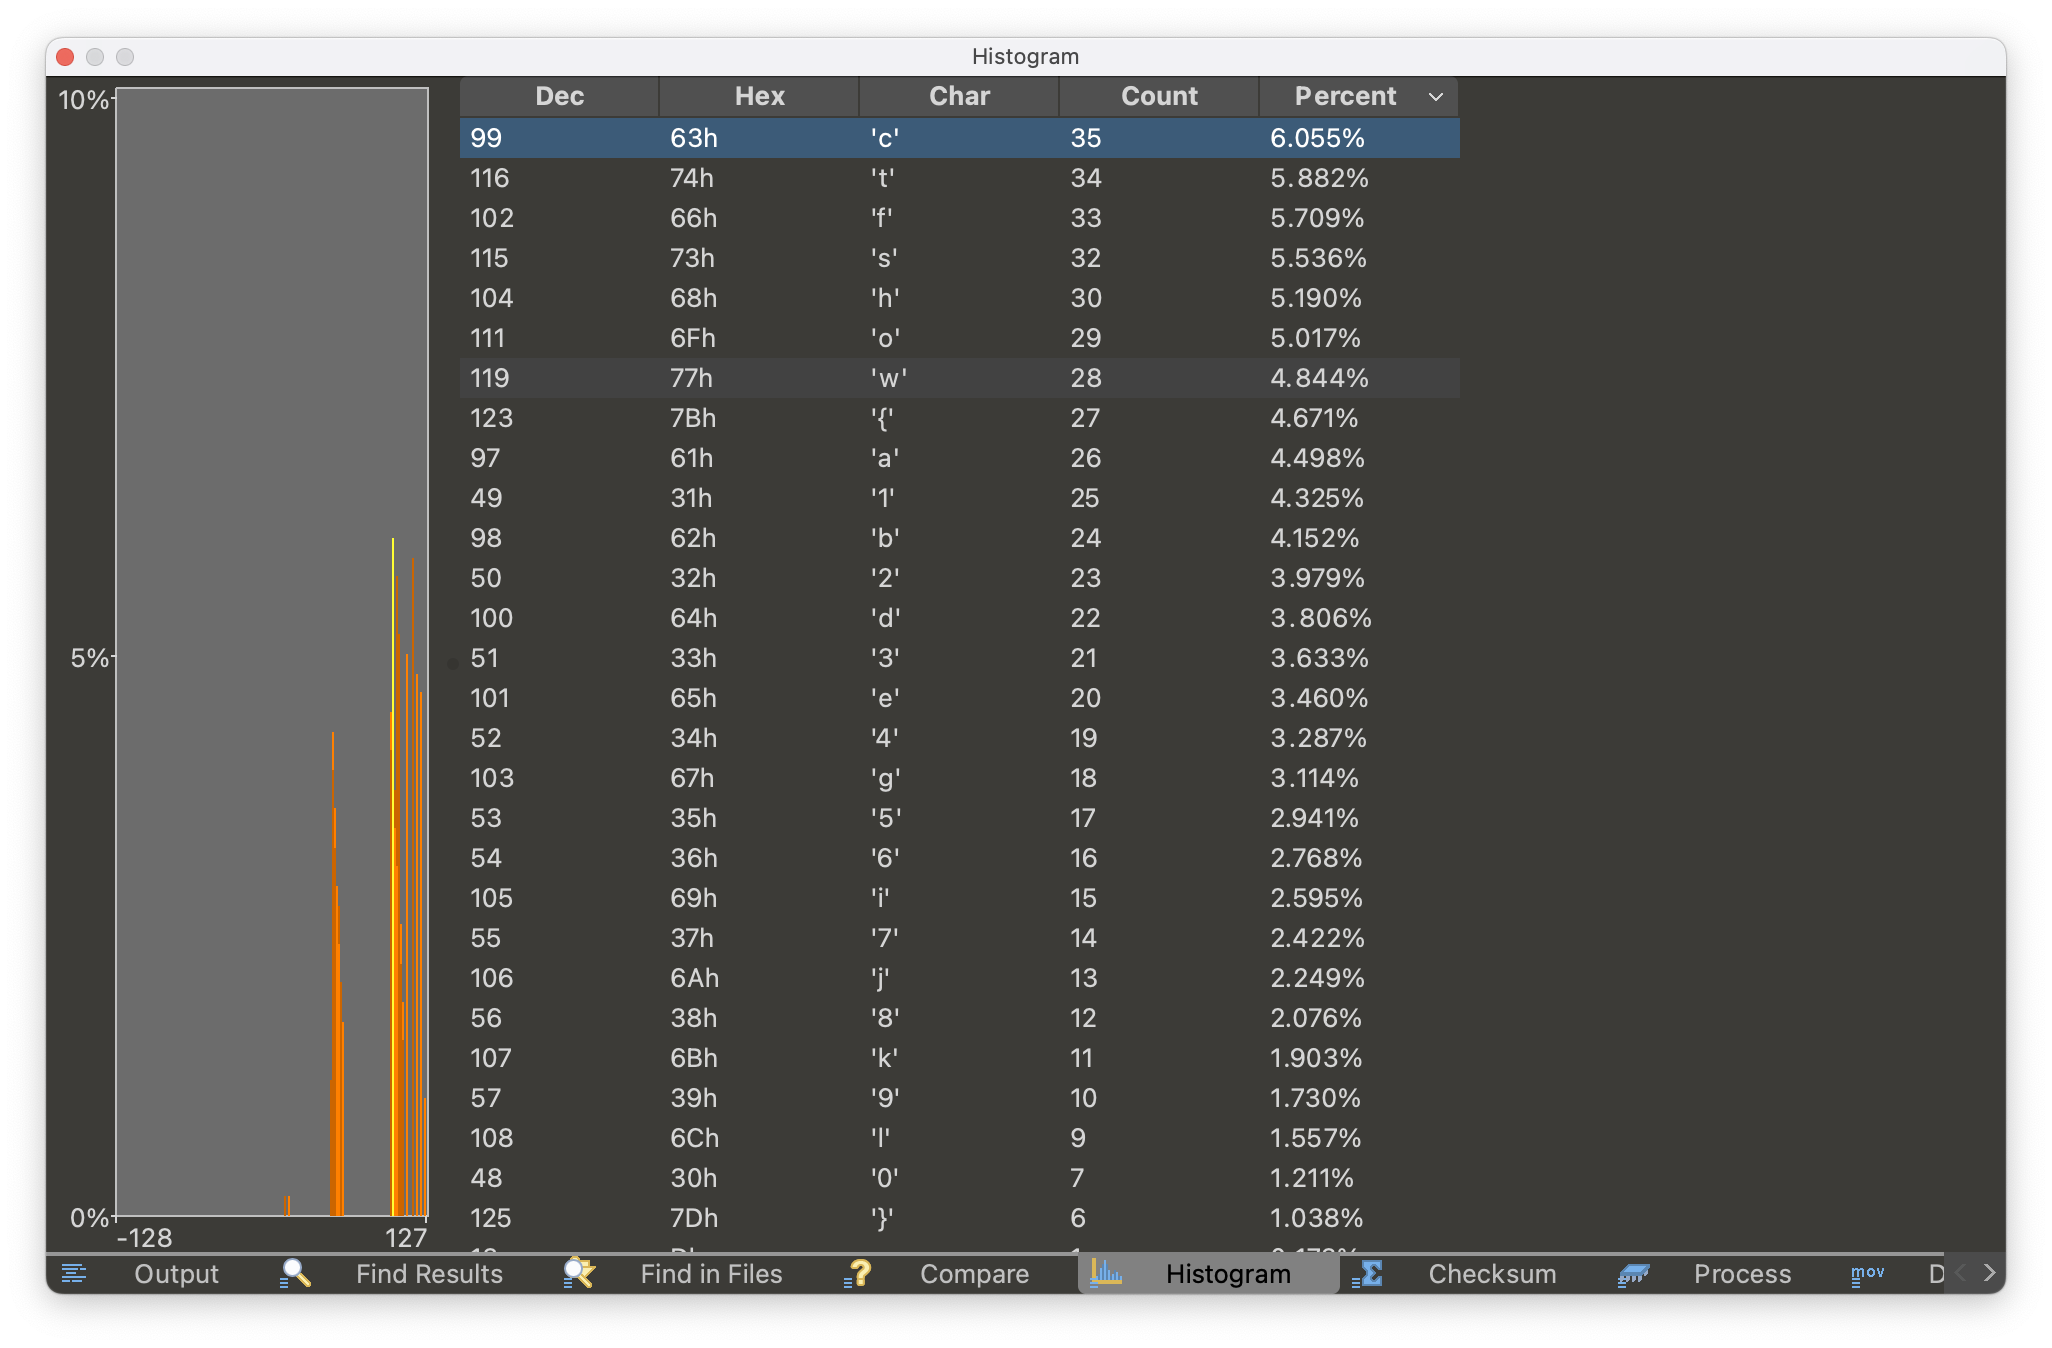 Histogram
10%
5%
0%
-128 127
Dec Hex Char Count Percent
99 63h 'c' 35 6.055%
116 74h 't' 34 5.882%
102 66h 'f' 33 5.709%
115 73h 's' 32 5.536%
104 68h 'h' 30 5.190%
111 6Fh 'o' 29 5.017%
119 77h 'w' 28 4.844%
123 7Bh '{' 27 4.671%
97 61h 'a' 26 4.498%
49 31h '1' 25 4.325%
98 62h 'b' 24 4.152%
50 32h '2' 23 3.979%
100 64h 'd' 22 3.806%
51 33h '3' 21 3.633%
101 65h 'e' 20 3.460%
52 34h '4' 19 3.287%
103 67h 'g' 18 3.114%
53 35h '5' 17 2.941%
54 36h '6' 16 2.768%
105 69h 'i' 15 2.595%
55 37h '7' 14 2.422%
106 6Ah 'j' 13 2.249%
56 38h '8' 12 2.076%
107 6Bh 'k' 11 1.903%
57 39h '9' 10 1.730%
108 6Ch 'l' 9 1.557%
48 30h '0' 7 1.211%
125 7Dh '}' 6 1.038%
Output Find Results Find in Files ? Compare Histogram Σ Checksum Process mov D